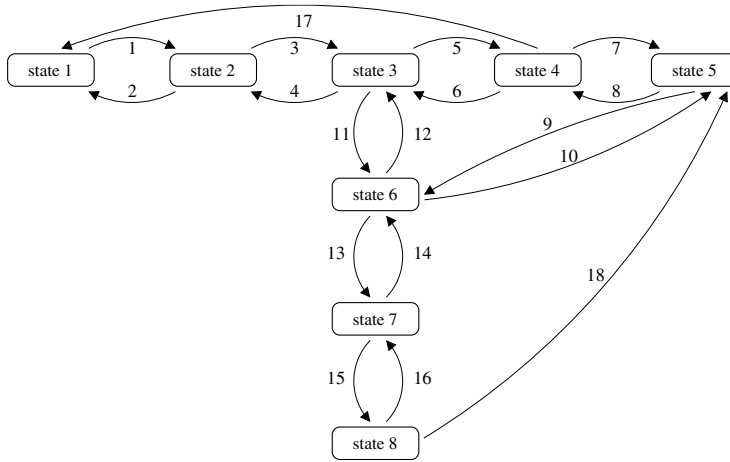 17
1
3
5
7
state 1
state 2
state 3
state 4
state 5
2
4
6
8
9
11
12
10
state 6
13
14
18
state 7
15
16
state 8